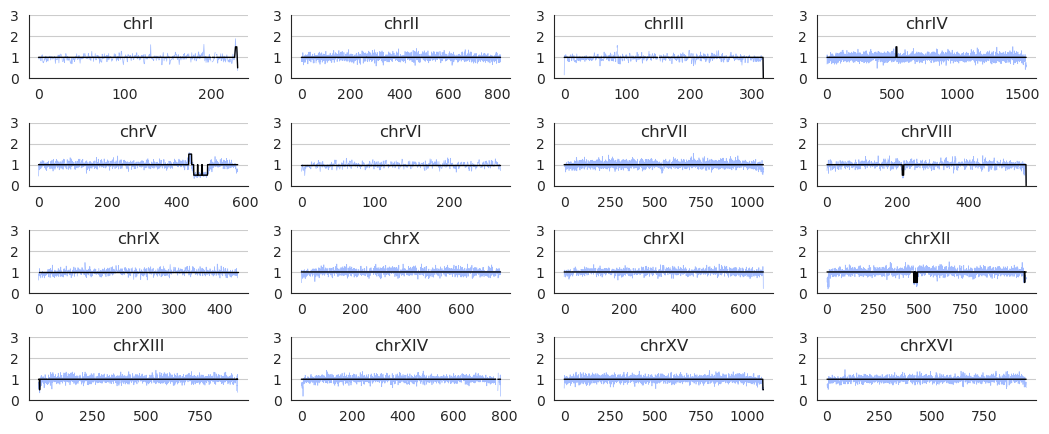 3 chrI 3 chrII 3 chrIII 3 chrIV
2 2 2 2
1 1 1 1
0 0 0 0
0 100 200 0 200 400 600 800 0 100 200 300 0 500 1000 1500
3 chrV 3 chrVI 3 chrVII 3 chrVIII
2 2 2 2
1 1 1 1
0 0 0 0
0 200 400 600 0 100 200 0 250 500 750 1000 0 200 400
3 chrIX 3 chrX 3 chrXI 3 chrXII
2 2 2 2
1 1 1 1
0 0 0 0
0 100 200 300 400 0 200 400 600 0 200 400 600 0 250 500 750 1000
3 chrXIII 3 chrXIV 3 chrXV 3 chrXVI
2 2 2 2
1 1 1 1
0 0 0 0
0 250 500 750 0 200 400 600 800 0 250 500 750 1000 0 250 500 750